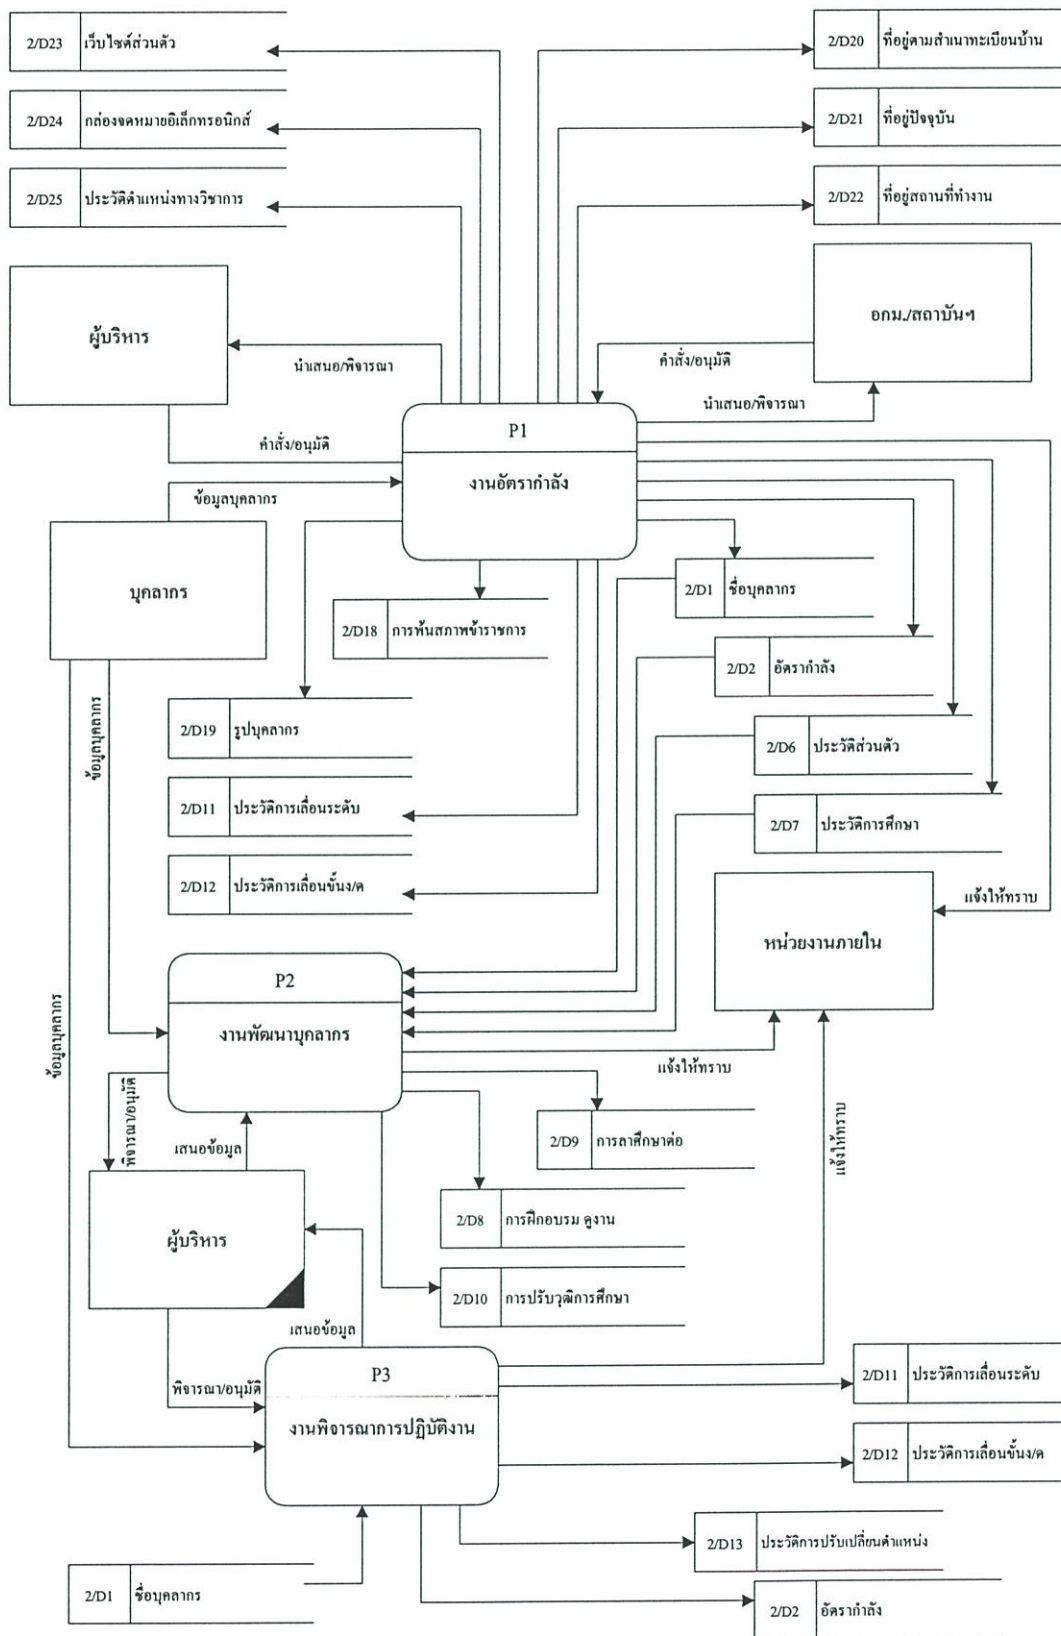 2/D23 เว็บไซต์ส่วนตัว
2/D20 ที่อยู่ตามสำเนาทะเบียนบ้าน
2/D24 กล่องจดหมายอิเล็กทรอนิกส์
2/D21 ที่อยู่ปัจจุบัน
2/D25 ประวัติตำแหน่งทางวิชาการ
2/D22 ที่อยู่สถานที่ทำงาน
ผู้บริหาร
อกม./สถาบันฯ
นำเสนอ/พิจารณา
คำสั่ง/อนุมัติ
นำเสนอ/พิจารณา
คำสั่ง/อนุมัติ
P1
งานอัตรากำลัง
ข้อมูลบุคลากร
บุคลากร
2/D1 ชื่อบุคลากร
2/D18 การพ้นสภาพข้าราชการ
2/D2 อัตรากำลัง
ข้อมูลบุคลากร
2/D19 รูปบุคลากร
2/D6 ประวัติส่วนตัว
2/D11 ประวัติการเลื่อนระดับ
2/D7 ประวัติการศึกษา
2/D12 ประวัติการเลื่อนขั้นง/ค
แจ้งให้ทราบ
หน่วยงานภายใน
P2
งานพัฒนาบุคลากร
ข้อมูลบุคลากร
แจ้งให้ทราบ
พิจารณา/อนุมัติ
เสนอข้อมูล
2/D9 การลาศึกษาต่อ
แจ้งให้ทราบ
2/D8 การฝึกอบรม ดูงาน
ผู้บริหาร
2/D10 การปรับวุฒิการศึกษา
เสนอข้อมูล
พิจารณา/อนุมัติ
P3
งานพิจารณาการปฏิบัติงาน
2/D11 ประวัติการเลื่อนระดับ
2/D12 ประวัติการเลื่อนขั้นง/ค
2/D13 ประวัติการปรับเปลี่ยนตำแหน่ง
2/D1 ชื่อบุคลากร
2/D2 อัตรากำลัง